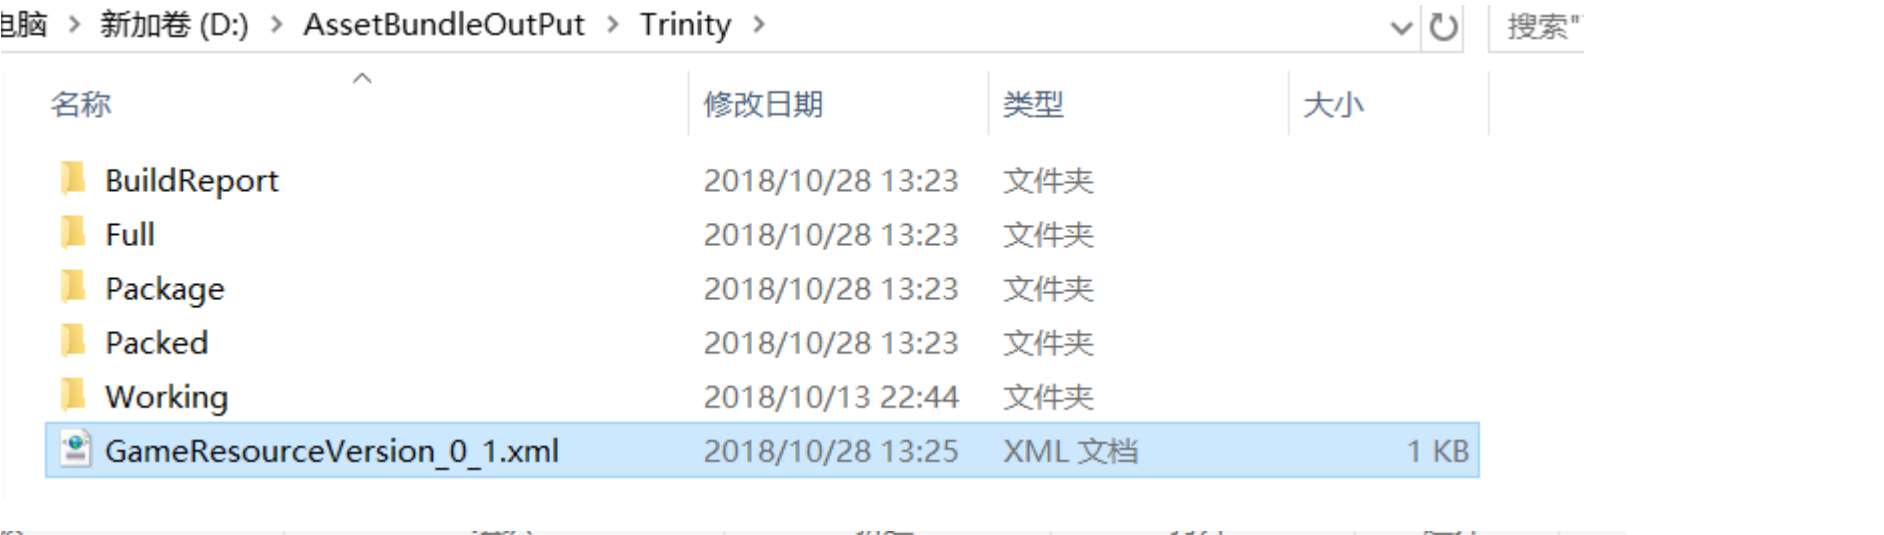 电脑 > 新加卷 (D:) > AssetBundleOutPut > Trinity > 搜索"
名称 修改日期 类型 大小
BuildReport 2018/10/28 13:23 文件夹
Full 2018/10/28 13:23 文件夹
Package 2018/10/28 13:23 文件夹
Packed 2018/10/28 13:23 文件夹
Working 2018/10/13 22:44 文件夹
GameResourceVersion_0_1.xml 2018/10/28 13:25 XML 文档 1 KB